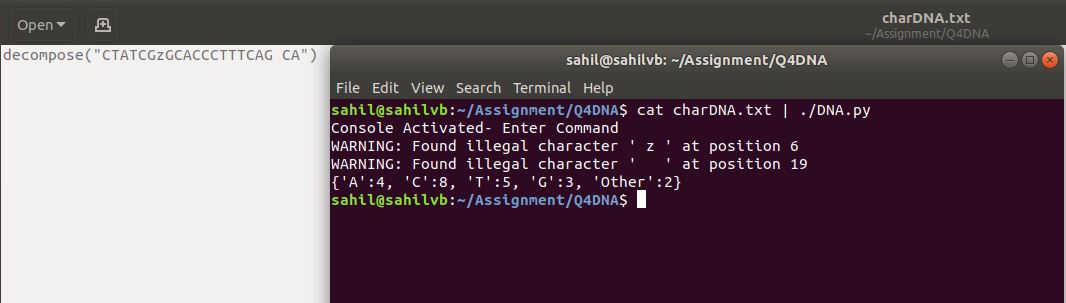 Open
charDNA.txt
~/Assignment/Q4DNA
decompose("CTATCGzGCACCCTTTCAG CA")
sahil@sahilvb: ~/Assignment/Q4DNA
File Edit View Search Terminal Help
sahil@sahilvb:~/Assignment/Q4DNA$ cat charDNA.txt | ./DNA.py
Console Activated- Enter Command
WARNING: Found illegal character ' z ' at position 6
WARNING: Found illegal character '   ' at position 19
{'A':4, 'C':8, 'T':5, 'G':3, 'Other':2}
sahil@sahilvb:~/Assignment/Q4DNA$